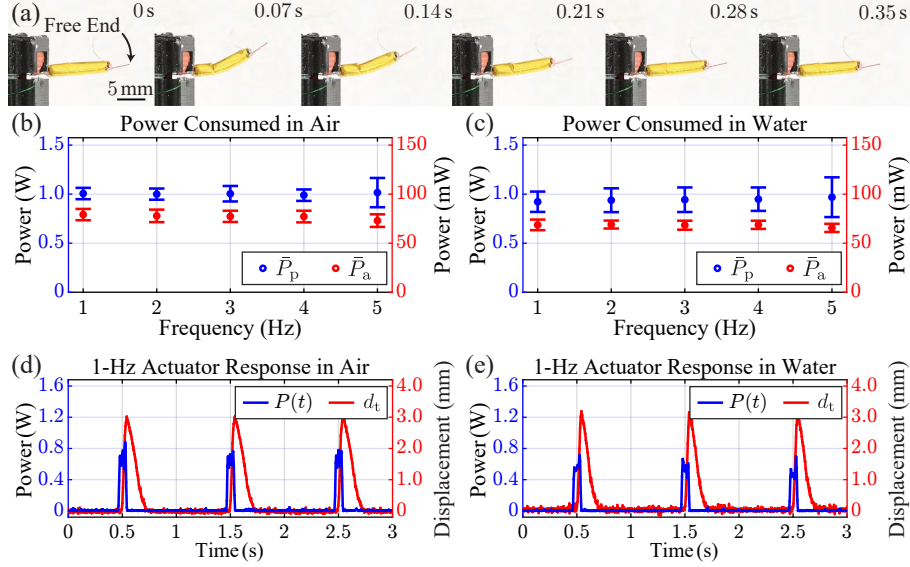 (a)
0 s
0.07 s
0.14 s
0.21 s
0.28 s
0.35 s
Free End
5 mm
(b)
Power Consumed in Air
1.5
1.0
0.5
0
Power (W)
150
100
50
0
Power (mW)
P̄p
P̄a
1 2 3 4 5
Frequency (Hz)
(c)
Power Consumed in Water
1.5
1.0
0.5
0
Power (W)
150
100
50
0
Power (mW)
P̄p
P̄a
1 2 3 4 5
Frequency (Hz)
(d)
1-Hz Actuator Response in Air
1.6
1.2
0.8
0.4
0
Power (W)
4.0
3.0
2.0
1.0
0
Displacement (mm)
P(t)
dt
0 0.5 1 1.5 2 2.5 3
Time (s)
(e)
1-Hz Actuator Response in Water
1.6
1.2
0.8
0.4
0
Power (W)
4.0
3.0
2.0
1.0
0
Displacement (mm)
P(t)
dt
0 0.5 1 1.5 2 2.5 3
Time (s)